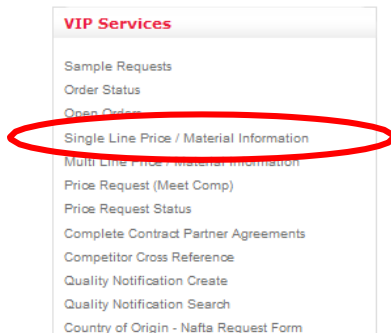 VIP Services
Sample Requests
Order Status
Open Orders
Single Line Price / Material Information
Multi Line Price / Material Information
Price Request (Meet Comp)
Price Request Status
Complete Contract Partner Agreements
Competitor Cross Reference
Quality Notification Create
Quality Notification Search
Country of Origin - Nafta Request Form